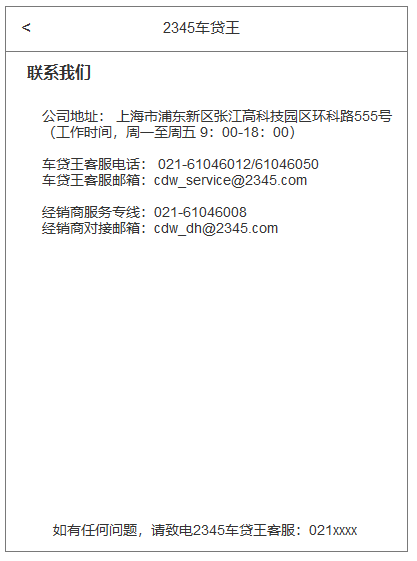 <
2345车贷王
联系我们
公司地址： 上海市浦东新区张江高科技园区环科路555号
（工作时间，周一至周五 9：00-18：00）
车贷王客服电话： 021-61046012/61046050
车贷王客服邮箱：cdw_service@2345.com
经销商服务专线：021-61046008
经销商对接邮箱：cdw_dh@2345.com
如有任何问题，请致电2345车贷王客服：021xxxx